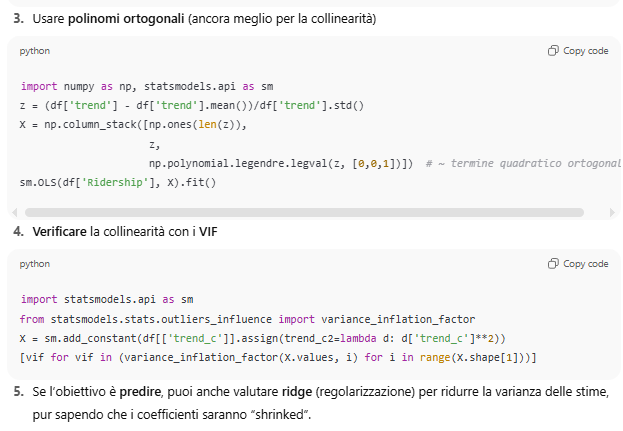 3. Usare polinomi ortogonali (ancora meglio per la collinearità)
python Copy code
import numpy as np, statsmodels.api as sm
z = (df['trend'] - df['trend'].mean())/df['trend'].std()
X = np.column_stack([np.ones(len(z)),
z,
np.polynomial.legendre.legval(z, [0,0,1])]) # ~ termine quadratico ortogonal
sm.OLS(df['Ridership'], X).fit()
4. Verificare la collinearità con i VIF
python Copy code
import statsmodels.api as sm
from statsmodels.stats.outliers_influence import variance_inflation_factor
X = sm.add_constant(df[['trend_c']].assign(trend_c2=lambda d: d['trend_c']**2))
[vif for vif in (variance_inflation_factor(X.values, i) for i in range(X.shape[1]))]
5. Se l'obiettivo è predire, puoi anche valutare ridge (regolarizzazione) per ridurre la varianza delle stime,
pur sapendo che i coefficienti saranno “shrinked”.